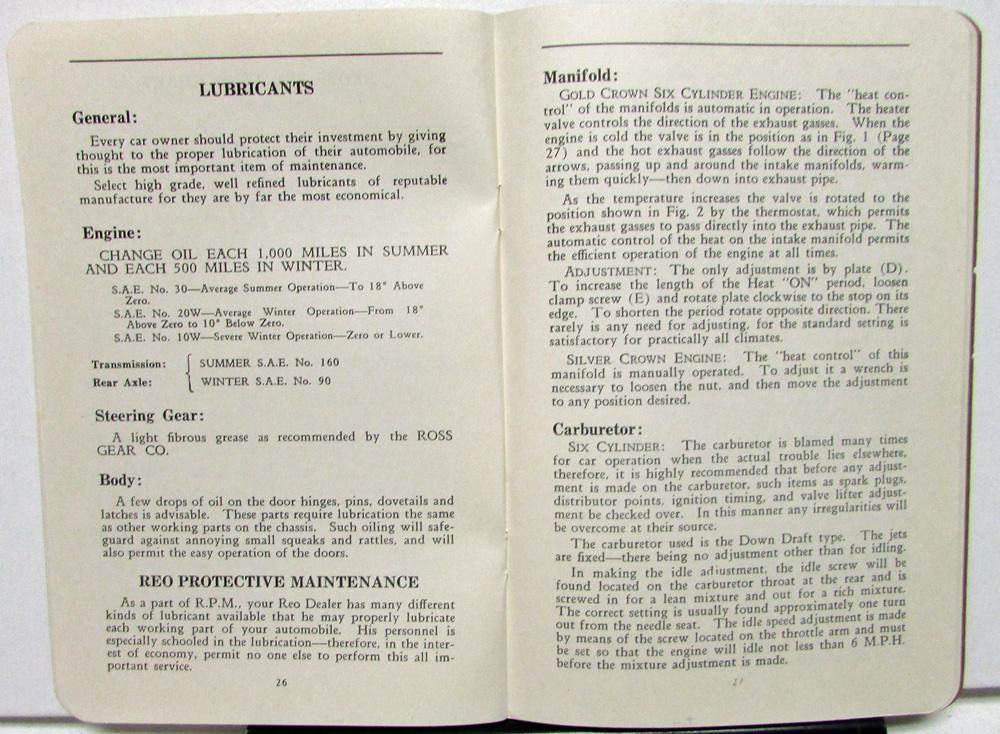 LUBRICANTS
General:
Every car owner should protect their investment by giving
thought to the proper lubrication of their automobile, for
this is the most important item of maintenance.
Select high grade, well refined lubricants of reputable
manufacture for they are by far the most economical.
Engine:
CHANGE OIL EACH 1,000 MILES IN SUMMER
AND EACH 500 MILES IN WINTER.
S.A.E. No. 30—Average Summer Operation—To 18° Above
Zero.
S.A.E. No. 20W—Average Winter Operation—From 18°
Above Zero to 10° Below Zero.
S.A.E. No. 10W—Severe Winter Operation—Zero or Lower.
Transmission: { SUMMER S.A.E. No. 160
Rear Axle: WINTER S.A.E. No. 90
Steering Gear:
A light fibrous grease as recommended by the ROSS
GEAR CO.
Body:
A few drops of oil on the door hinges, pins, dovetails and
latches is advisable. These parts require lubrication the same
as other working parts on the chassis. Such oiling will safe-
guard against annoying small squeaks and rattles, and will
also permit the easy operation of the doors.
REO PROTECTIVE MAINTENANCE
As a part of R.P.M., your Reo Dealer has many different
kinds of lubricant available that he may properly lubricate
each working part of your automobile. His personnel is
especially schooled in the lubrication—therefore, in the inter-
est of economy, permit no one else to perform this all im-
portant service.
26
Manifold:
GOLD CROWN SIX CYLINDER ENGINE: The "heat con-
trol" of the manifolds is automatic in operation. The heater
valve controls the direction of the exhaust gasses. When the
engine is cold the valve is in the position as in Fig. 1 (Page
27) and the hot exhaust gasses follow the direction of the
arrows, passing up and around the intake manifolds, warm-
ing them quickly—then down into exhaust pipe.
As the temperature increases the valve is rotated to the
position shown in Fig. 2 by the thermostat, which permits
the exhaust gasses to pass directly into the exhaust pipe. The
automatic control of the heat on the intake manifold permits
the efficient operation of the engine at all times.
ADJUSTMENT: The only adjustment is by plate (D).
To increase the length of the Heat "ON" period, loosen
clamp screw (E) and rotate plate clockwise to the stop on its
edge. To shorten the period rotate opposite direction. There
rarely is any need for adjusting, for the standard setting is
satisfactory for practically all climates.
SILVER CROWN ENGINE: The "heat control" of this
manifold is manually operated. To adjust it a wrench is
necessary to loosen the nut, and then move the adjustment
to any position desired.
Carburetor:
SIX CYLINDER: The carburetor is blamed many times
for car operation when the actual trouble lies elsewhere,
therefore, it is highly recommended that before any adjust-
ment is made on the carburetor, such items as spark plugs,
distributor points, ignition timing, and valve lifter adjust-
ment be checked over. In this manner any irregularities will
be overcome at their source.
The carburetor used is the Down Draft type. The jets
are fixed—there being no adjustment other than for idling.
In making the idle adjustment, the idle screw will be
found located on the carburetor throat at the rear and is
screwed in for a lean mixture and out for a rich mixture.
The correct setting is usually found approximately one turn
out from the needle seat. The idle speed adjustment is made
by means of the screw located on the throttle arm and must
be set so that the engine will idle not less than 6 M.P.H.
before the mixture adjustment is made.